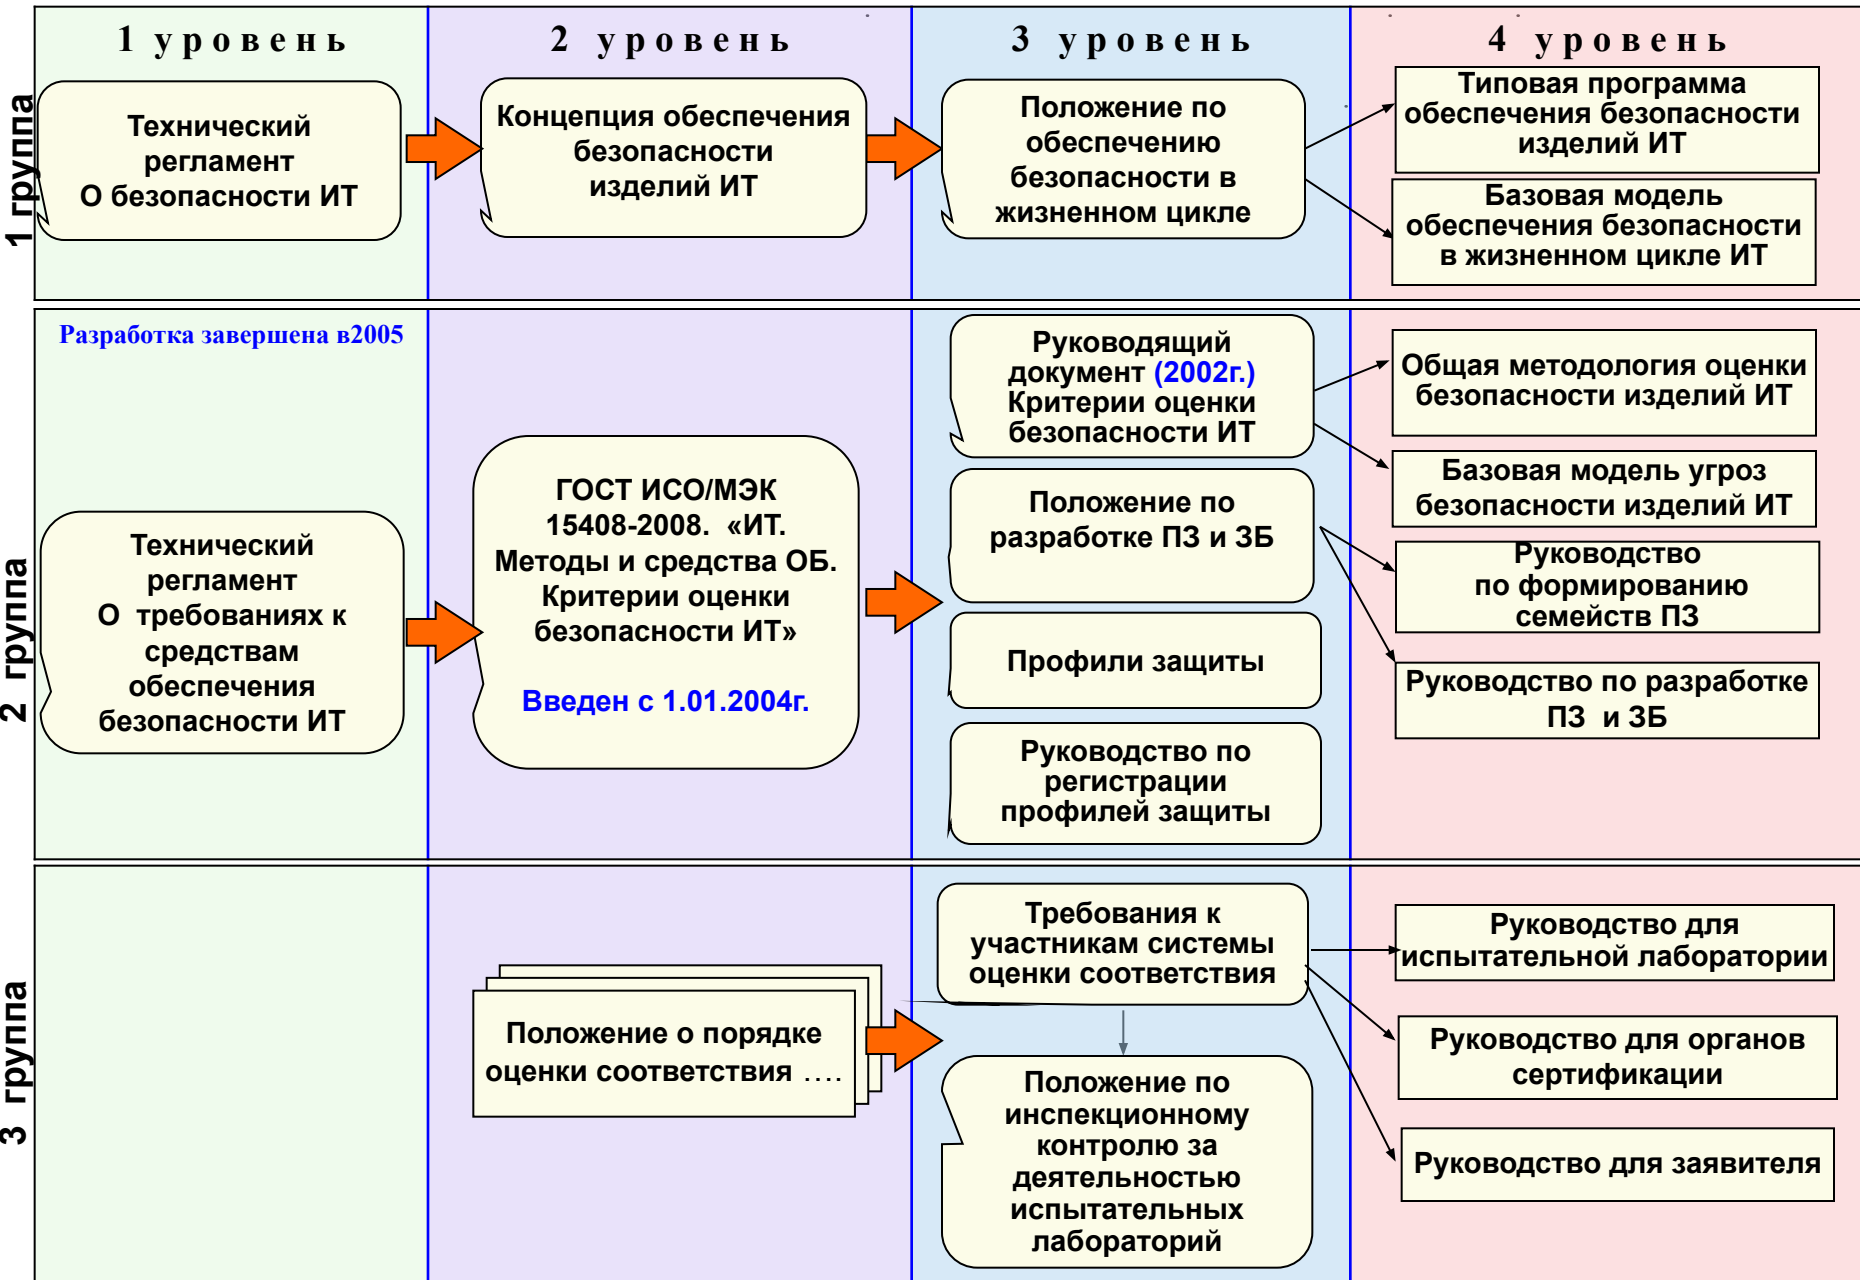 1 уровень
2 уровень
3 уровень
4 уровень
1 группа
Технический
регламент
О безопасности ИТ
Концепция обеспечения
безопасности
изделий ИТ
Положение по
обеспечению
безопасности в
жизненном цикле
Типовая программа
обеспечения безопасности
изделий ИТ
Базовая модель
обеспечения безопасности
в жизненном цикле ИТ
2 группа
Разработка завершена в2005
Технический
регламент
О требованиях к
средствам
обеспечения
безопасности ИТ
ГОСТ ИСО/МЭК
15408-2008. «ИТ.
Методы и средства ОБ.
Критерии оценки
безопасности ИТ»
Введен с 1.01.2004г.
Руководящий
документ (2002г.)
Критерии оценки
безопасности ИТ
Положение по
разработке ПЗ и ЗБ
Профили защиты
Руководство по
регистрации
профилей защиты
Общая методология оценки
безопасности изделий ИТ
Базовая модель угроз
безопасности изделий ИТ
Руководство
по формированию
семейств ПЗ
Руководство по разработке
ПЗ и ЗБ
3 группа
Положение о порядке
оценки соответствия ….
Требования к
участникам системы
оценки соответствия
Положение по
инспекционному
контролю за
деятельностью
испытательных
лабораторий
Руководство для
испытательной лаборатории
Руководство для органов
сертификации
Руководство для заявителя